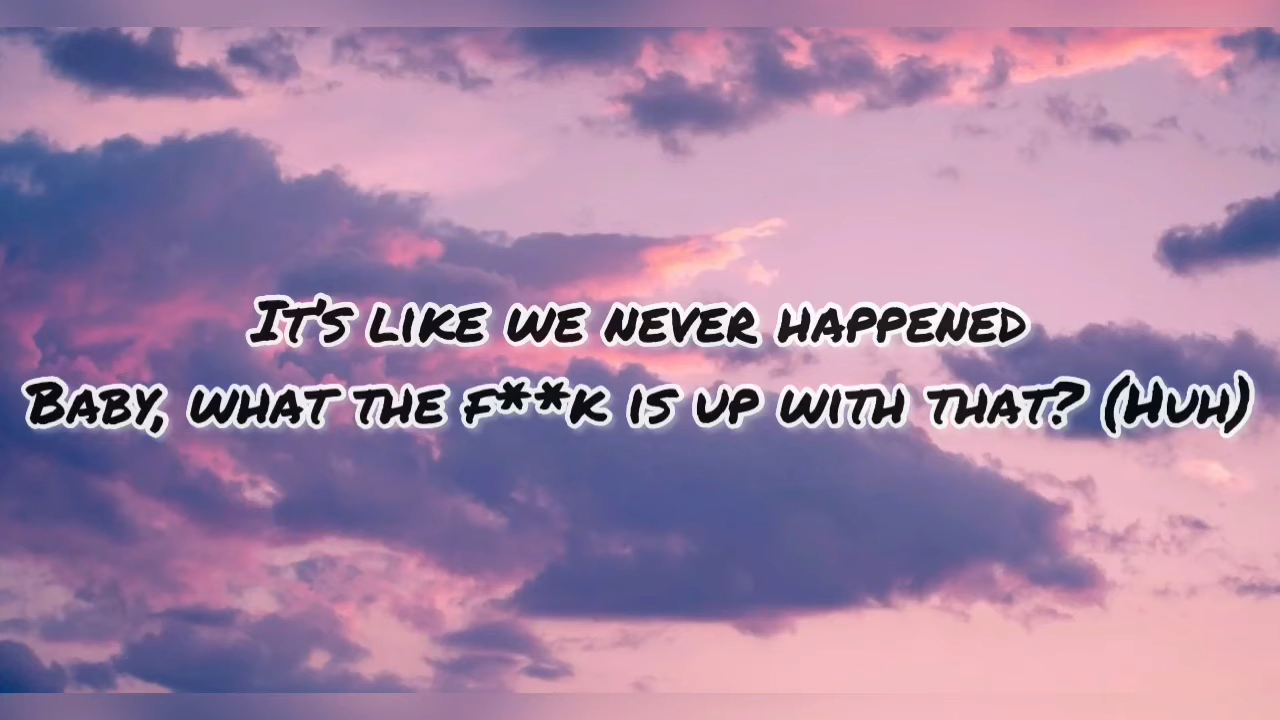 It's like we never happened
Baby, what the f**k is up with that? (Huh)